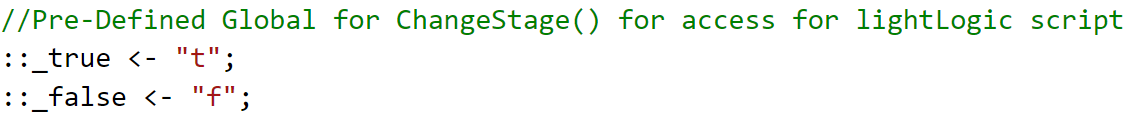 //Pre-Defined Global for ChangeStage() for access for lightLogic script
::_true <- "t";
::_false <- "f";